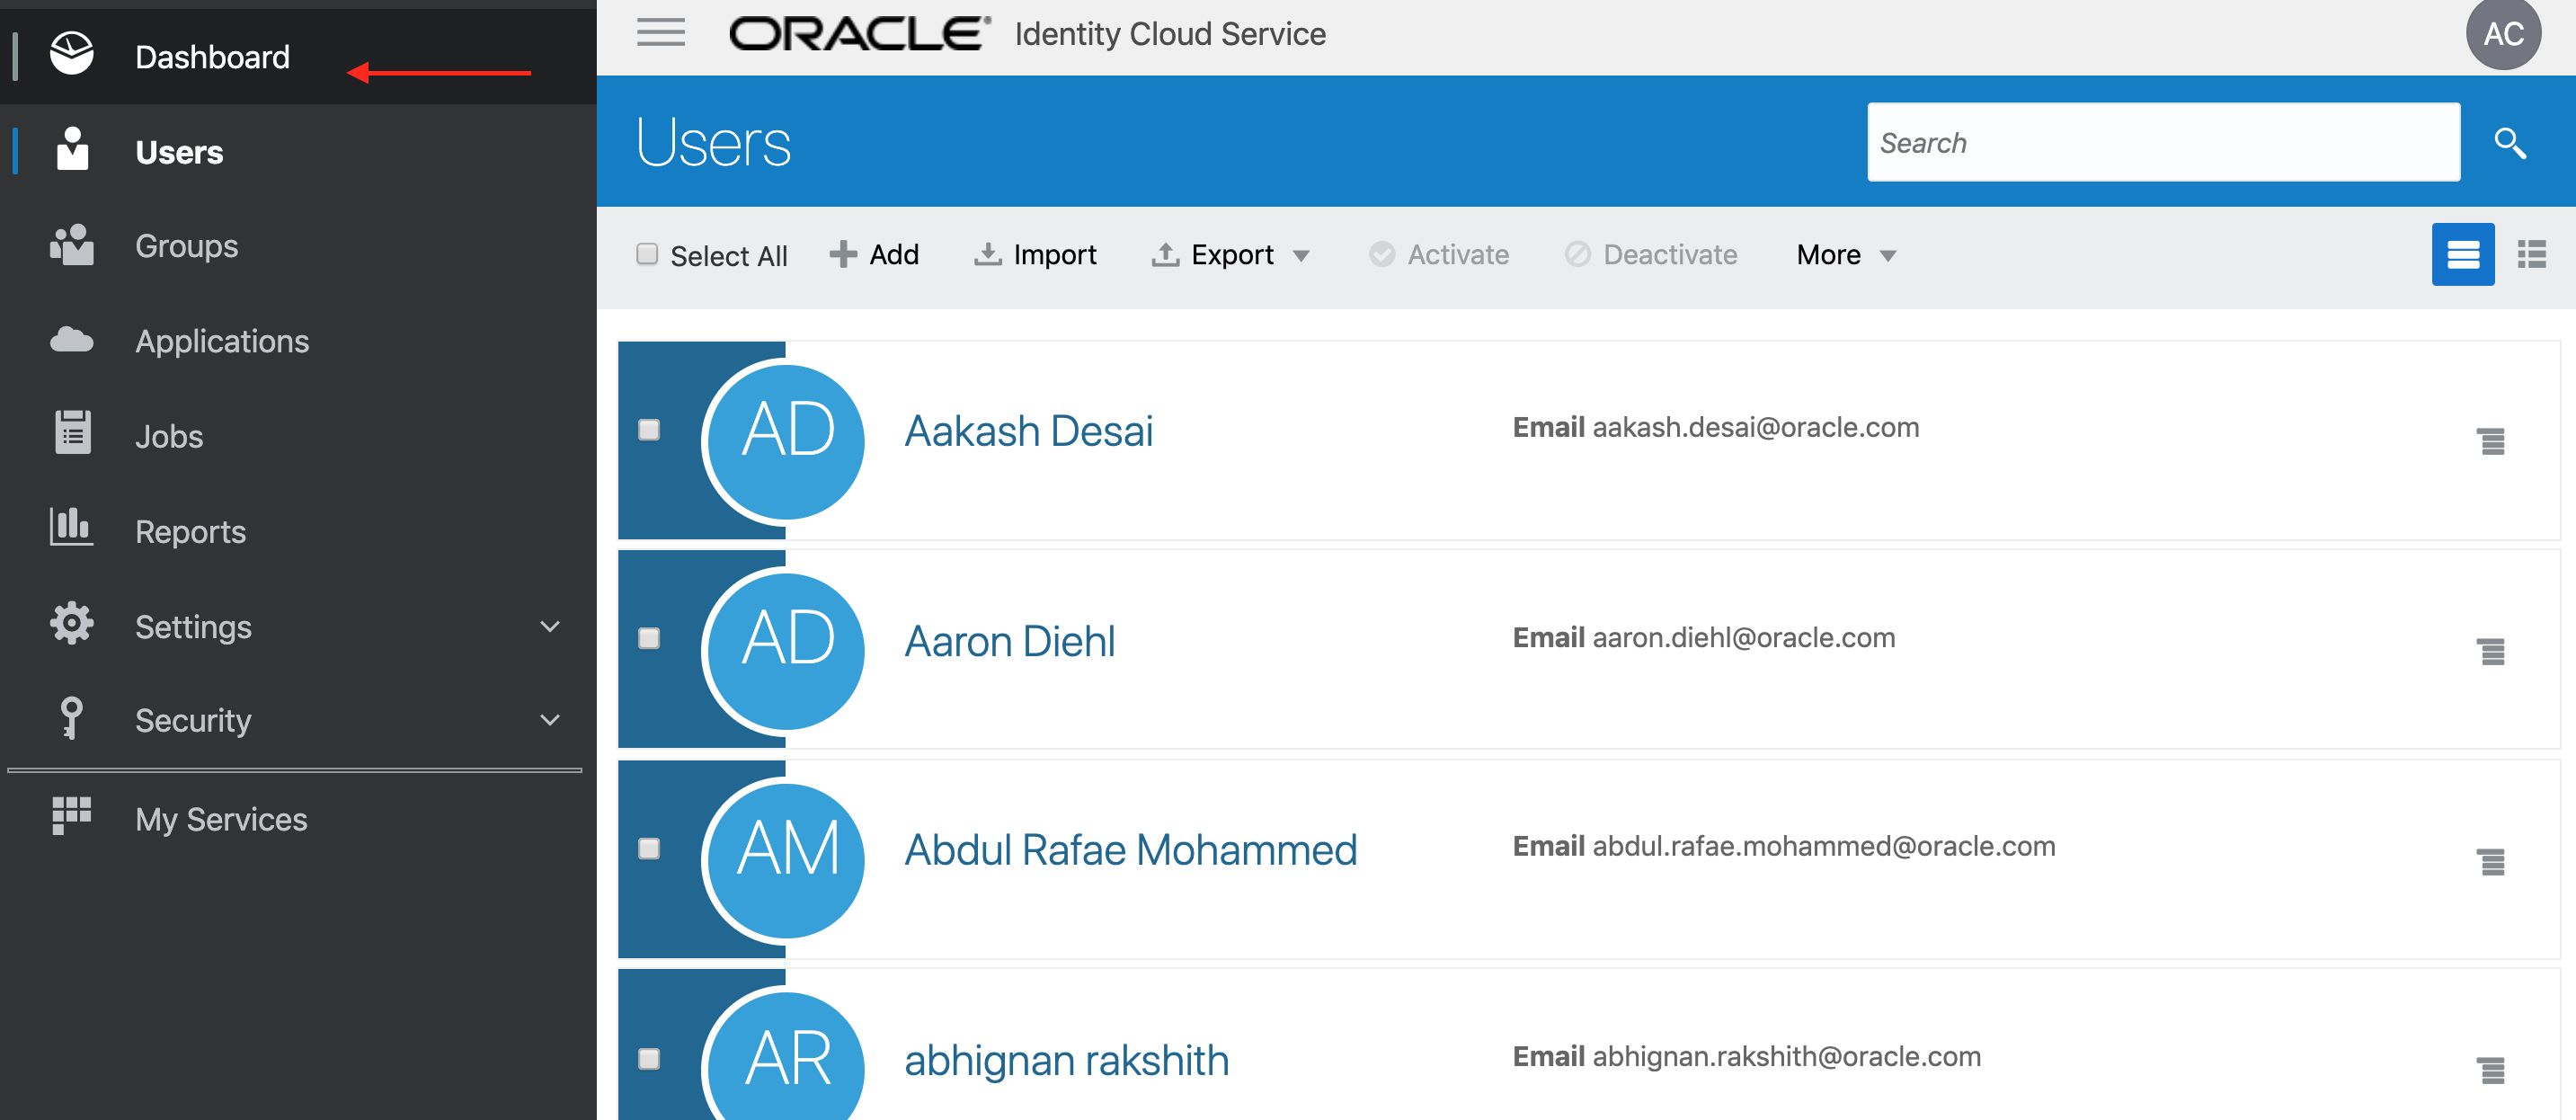 Dashboard
Users
Groups
Applications
Jobs
Reports
Settings
Security
My Services
ORACLE® Identity Cloud Service
AC
Users
Search
Select All Add Import Export Activate Deactivate More
AD Aakash Desai Email aakash.desai@oracle.com
AD Aaron Diehl Email aaron.diehl@oracle.com
AM Abdul Rafae Mohammed Email abdul.rafae.mohammed@oracle.com
AR abhignan rakshith Email abhignan.rakshith@oracle.com